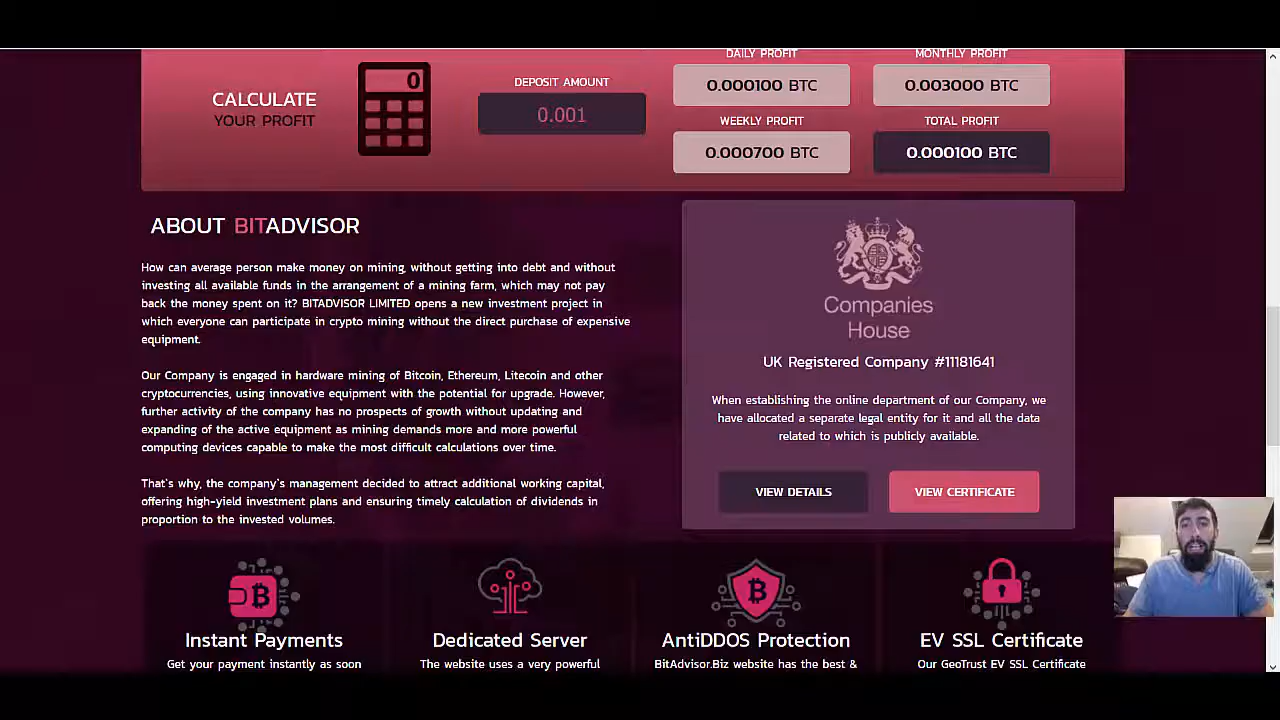 DAILY PROFIT
MONTHLY PROFIT
0
DEPOSIT AMOUNT
CALCULATE
YOUR PROFIT
0.001
0.000100 BTC
0.003000 BTC
WEEKLY PROFIT
TOTAL PROFIT
0.000700 BTC
0.000100 BTC
ABOUT BITADVISOR
How can average person make money on mining, without getting into debt and without
investing all available funds in the arrangement of a mining farm, which may not pay
back the money spent on it? BITADVISOR LIMITED opens a new investment project in
which everyone can participate in crypto mining without the direct purchase of expensive
equipment.
Our Company is engaged in hardware mining of Bitcoin, Ethereum, Litecoin and other
cryptocurrencies, using innovative equipment with the potential for upgrade. However,
further activity of the company has no prospects of growth without updating and
expanding of the active equipment as mining demands more and more powerful
computing devices capable to make the most difficult calculations over time.
That`s why, the company`s management decided to attract additional working capital,
offering high-yield investment plans and ensuring timely calculation of dividends in
proportion to the invested volumes.
Companies
House
UK Registered Company #11181641
When establishing the online department of our Company, we
have allocated a separate legal entity for it and all the data
related to which is publicly available.
VIEW DETAILS
VIEW CERTIFICATE
Instant Payments
Get your payment instantly as soon
Dedicated Server
The website uses a very powerful
AntiDDOS Protection
BitAdvisor.Biz website has the best &
EV SSL Certificate
Our GeoTrust EV SSL Certificate